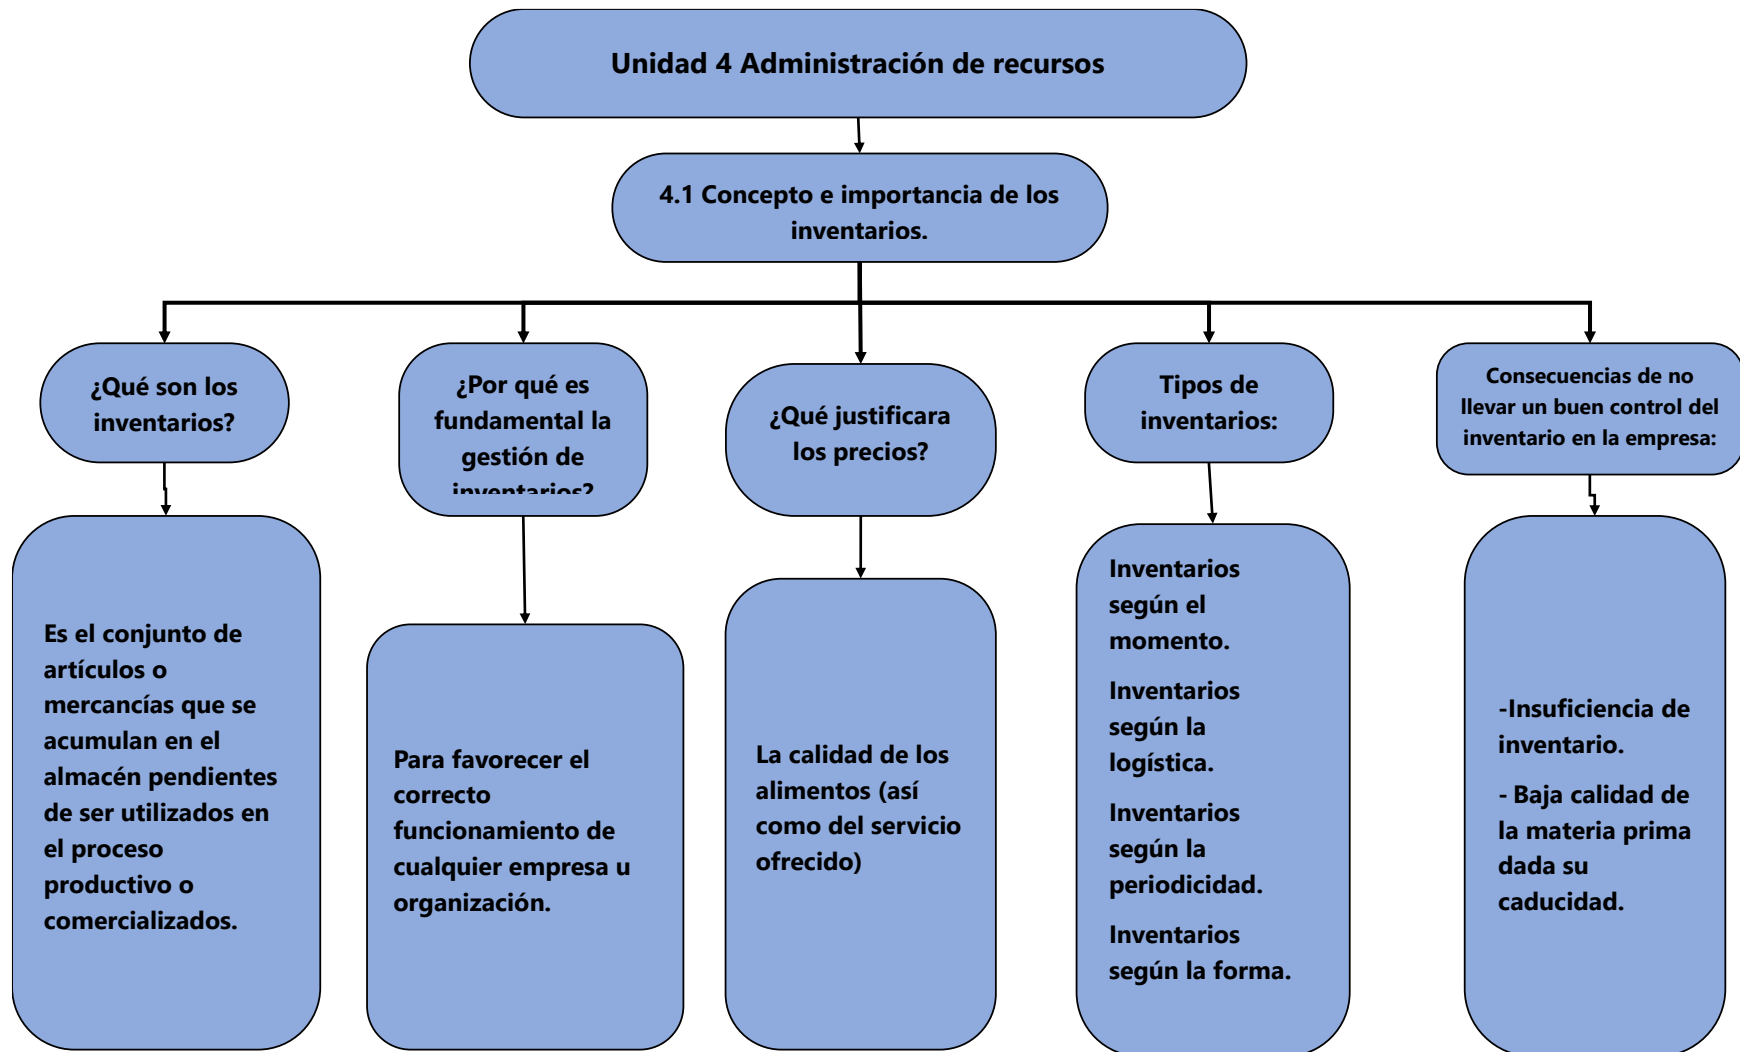 Unidad 4 Administración de recursos
4.1 Concepto e importancia de los
inventarios.
¿Qué son los
inventarios?
¿Por qué es
fundamental la
gestión de
inventarios?
¿Qué justificara
los precios?
Tipos de
inventarios:
Consecuencias de no
llevar un buen control del
inventario en la empresa:
Es el conjunto de
artículos o
mercancías que se
acumulan en el
almacén pendientes
de ser utilizados en
el proceso
productivo o
comercializados.
Para favorecer el
correcto
funcionamiento de
cualquier empresa u
organización.
La calidad de los
alimentos (así
como del servicio
ofrecido)
Inventarios
según el
momento.
Inventarios
según la
logística.
Inventarios
según la
periodicidad.
Inventarios
según la forma.
-Insuficiencia de
inventario.
- Baja calidad de
la materia prima
dada su
caducidad.